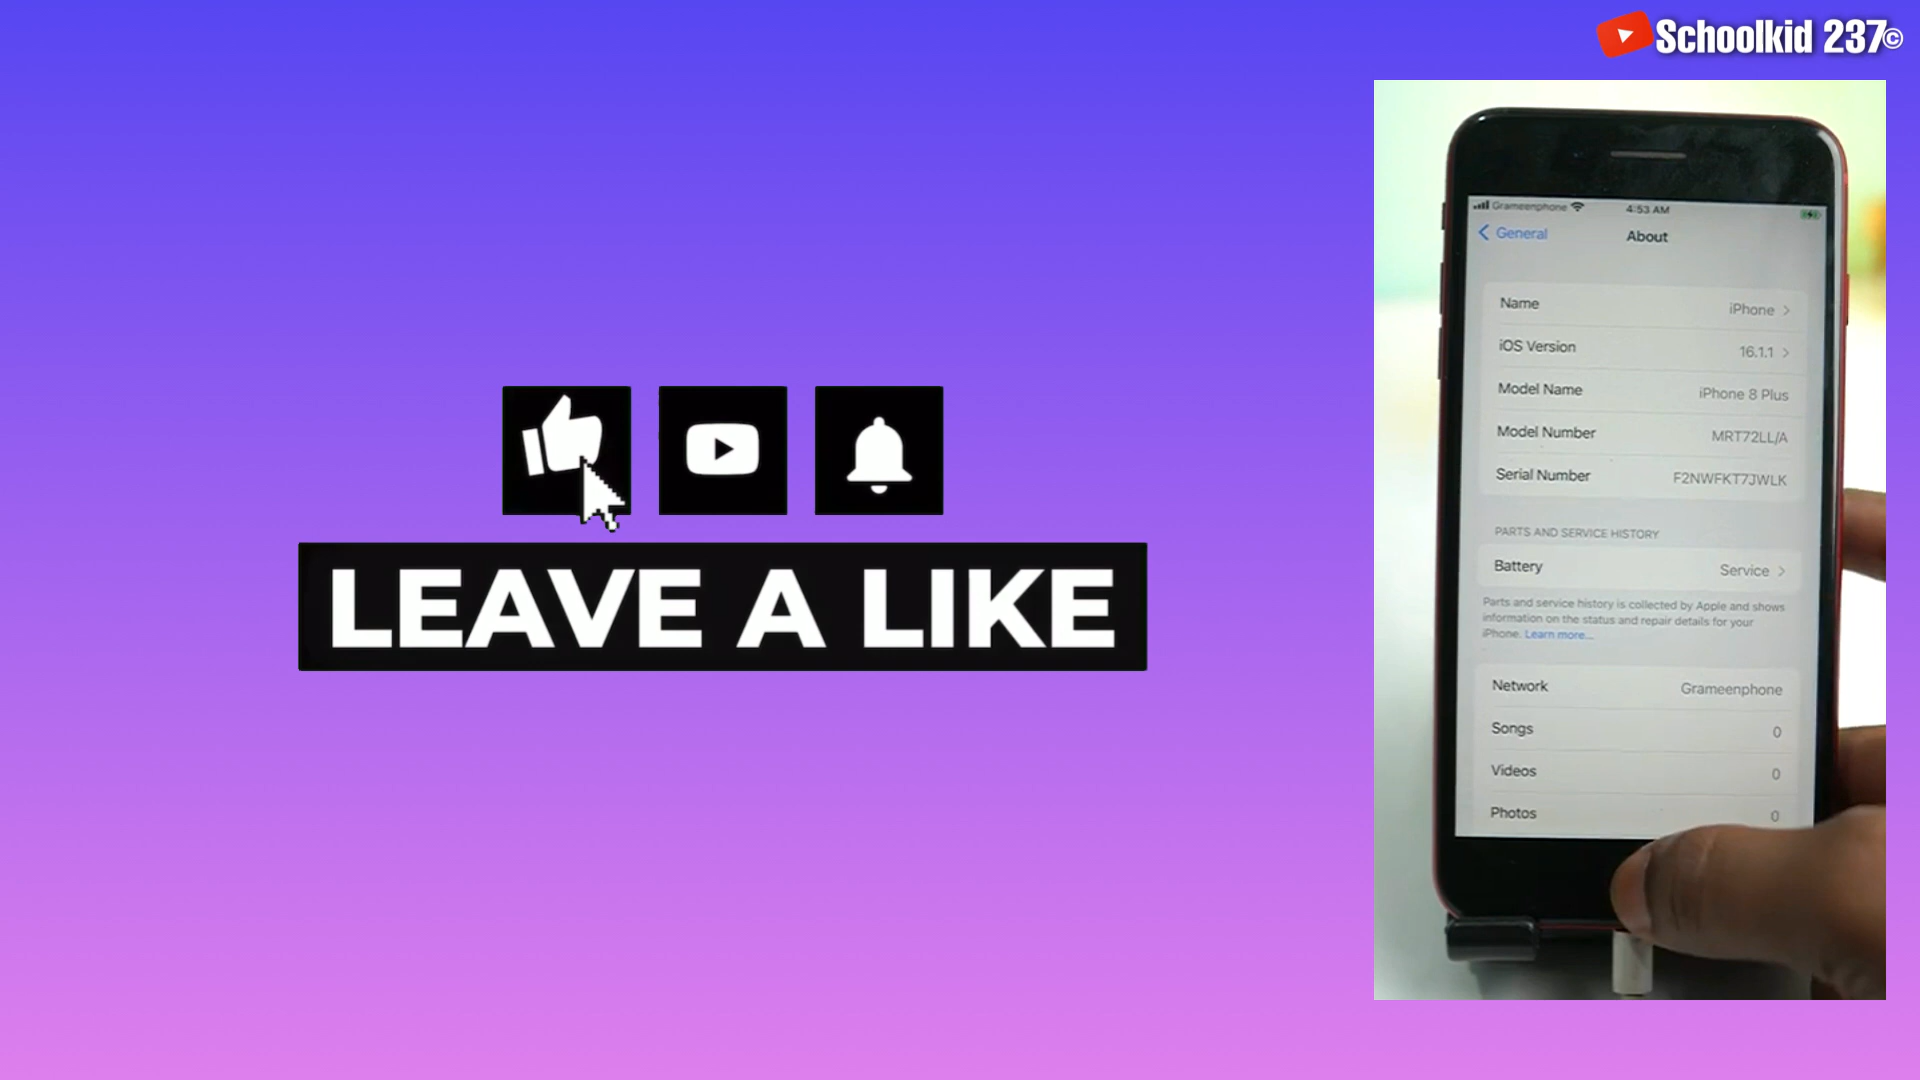 Schoolkid 237©
LEAVE A LIKE
Grameenphone 4:53 AM
General About
Name iPhone
iOS Version 16.1.1
Model Name iPhone 8 Plus
Model Number MRT72LL/A
Serial Number F2NWFKT7JWLK
PARTS AND SERVICE HISTORY
Battery Service
Parts and service history is collected by Apple and shows
information on the status and repair details for your
iPhone. Learn more...
Network Grameenphone
Songs 0
Videos 0
Photos 0